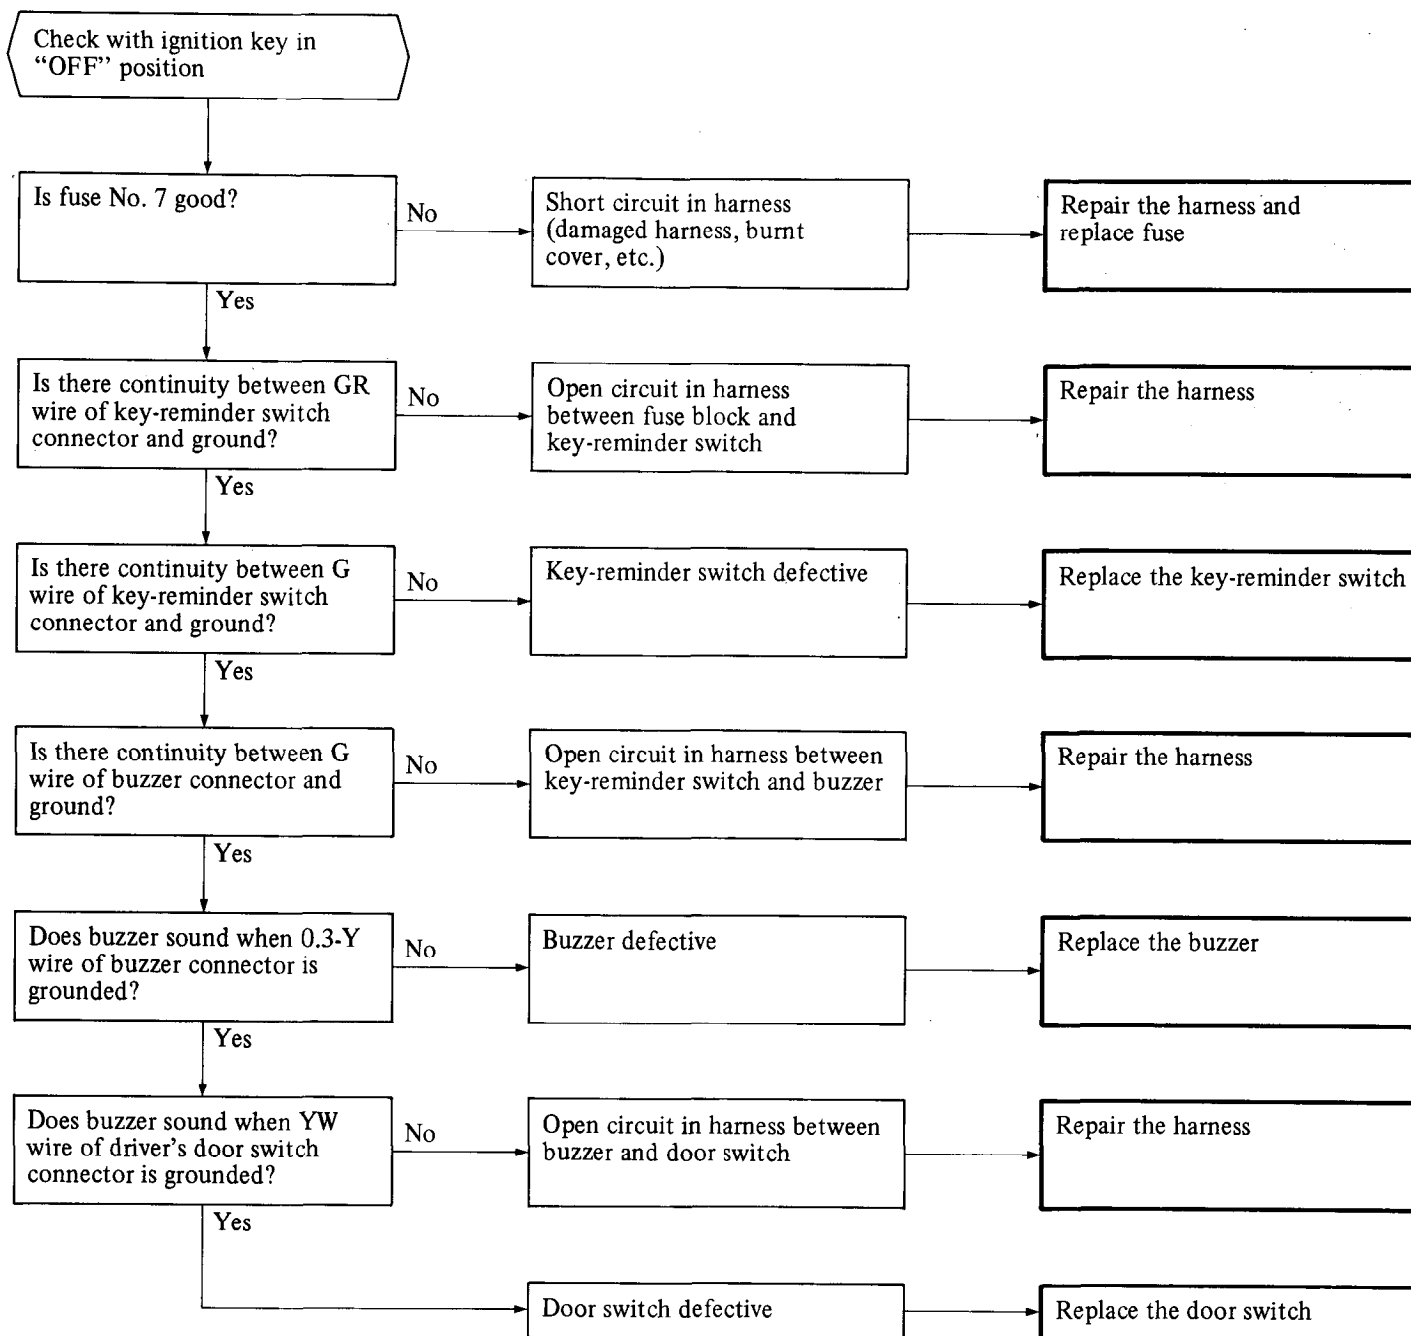 Check with ignition key in
“OFF” position
Is fuse No. 7 good?
No
Short circuit in harness
(damaged harness, burnt
cover, etc.)
Repair the harness and
replace fuse
Yes
Is there continuity between GR
wire of key-reminder switch
connector and ground?
No
Open circuit in harness
between fuse block and
key-reminder switch
Repair the harness
Yes
Is there continuity between G
wire of key-reminder switch
connector and ground?
No
Key-reminder switch defective
Replace the key-reminder switch
Yes
Is there continuity between G
wire of buzzer connector and
ground?
No
Open circuit in harness between
key-reminder switch and buzzer
Repair the harness
Yes
Does buzzer sound when 0.3-Y
wire of buzzer connector is
grounded?
No
Buzzer defective
Replace the buzzer
Yes
Does buzzer sound when YW
wire of driver’s door switch
connector is grounded?
No
Open circuit in harness between
buzzer and door switch
Repair the harness
Yes
Door switch defective
Replace the door switch